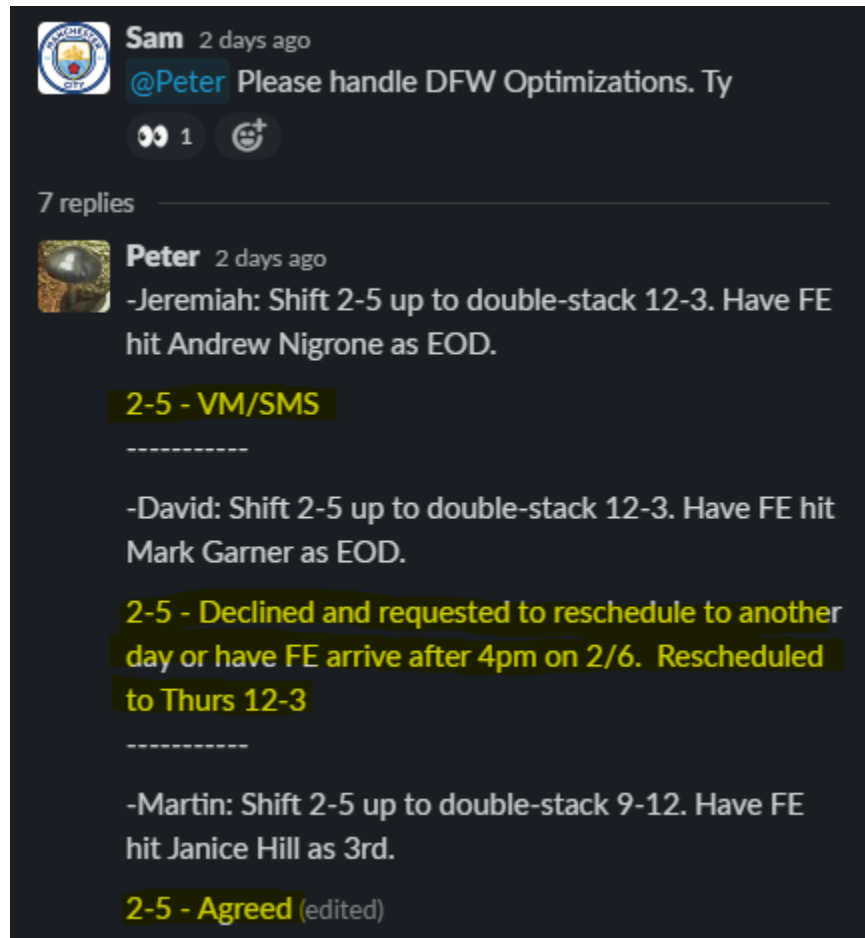 Sam 2 days ago
@Peter Please handle DFW Optimizations. Ty
1
7 replies
Peter 2 days ago
-Jeremiah: Shift 2-5 up to double-stack 12-3. Have FE
hit Andrew Nigrone as EOD.
2-5 - VM/SMS
-----------
-David: Shift 2-5 up to double-stack 12-3. Have FE hit
Mark Garner as EOD.
2-5 - Declined and requested to reschedule to another
day or have FE arrive after 4pm on 2/6.  Rescheduled
to Thurs 12-3
-----------
-Martin: Shift 2-5 up to double-stack 9-12. Have FE
hit Janice Hill as 3rd.
2-5 - Agreed (edited)